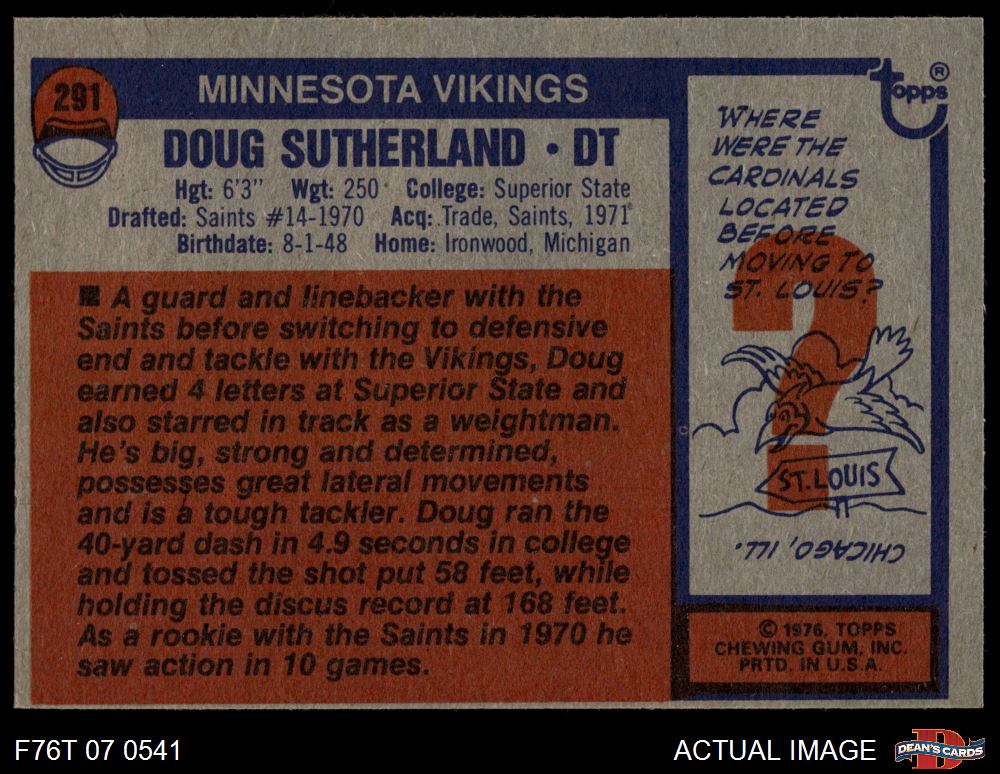 291
MINNESOTA VIKINGS
DOUG SUTHERLAND • DT
Hgt: 6'3" Wgt: 250 College: Superior State
Drafted: Saints #14-1970 Acq: Trade, Saints, 1971
Birthdate: 8-1-48 Home: Ironwood, Michigan
■ A guard and linebacker with the
Saints before switching to defensive
end and tackle with the Vikings, Doug
earned 4 letters at Superior State and
also starred in track as a weightman.
He's big, strong and determined,
possesses great lateral movements
and is a tough tackler. Doug ran the
40-yard dash in 4.9 seconds in college
and tossed the shot put 58 feet, while
holding the discus record at 168 feet.
As a rookie with the Saints in 1970 he
saw action in 10 games.
topps®
WHERE
WERE THE
CARDINALS
LOCATED
BEFORE
MOVING TO
ST. LOUIS?
?
ST. LOUIS
CHICAGO, ILL.
© 1976, TOPPS
CHEWING GUM, INC.
PRTD. IN U.S.A.
F76T 07 0541
ACTUAL IMAGE
D
DEAN'S CARDS